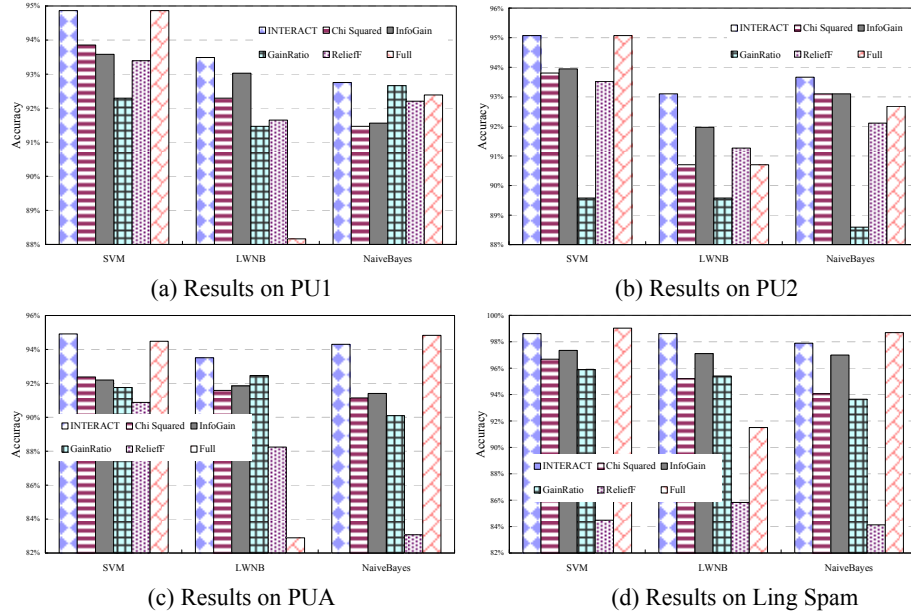 95%
94%
93%
92%
91%
90%
89%
88%
Accuracy
INTERACT Chi Squared InfoGain
GainRatio ReliefF Full
SVM LWNB NaiveBayes
(a) Results on PU1
96%
95%
94%
93%
92%
91%
90%
89%
88%
Accuracy
INTERACT Chi Squared InfoGain
GainRatio ReliefF Full
SVM LWNB NaiveBayes
(b) Results on PU2
96%
94%
92%
90%
88%
86%
84%
82%
Accuracy
INTERACT Chi Squared InfoGain
GainRatio ReliefF Full
SVM LWNB NaiveBayes
(c) Results on PUA
100%
98%
96%
94%
92%
90%
88%
86%
84%
82%
Accuracy
INTERACT Chi Squared InfoGain
GainRatio ReliefF Full
SVM LWNB NaiveBayes
(d) Results on Ling Spam